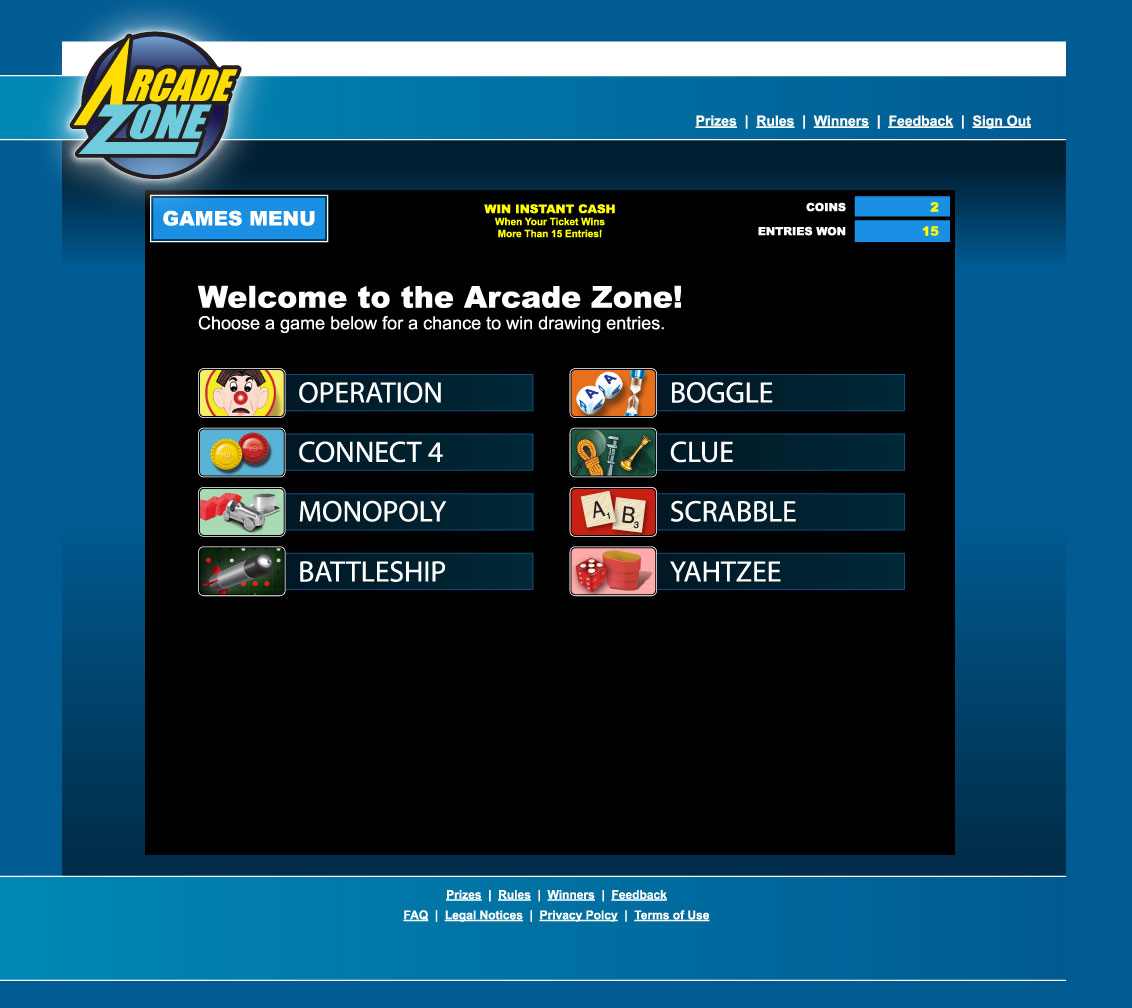 ARCADE
ZONE
Prizes | Rules | Winners | Feedback | Sign Out
GAMES MENU
WIN INSTANT CASH
When Your Ticket Wins
More Than 15 Entries!
COINS 2
ENTRIES WON 15
Welcome to the Arcade Zone!
Choose a game below for a chance to win drawing entries.
OPERATION
A A A
BOGGLE
CONNECT 4
CLUE
MONOPOLY
A1 B3
SCRABBLE
BATTLESHIP
YAHTZEE
Prizes | Rules | Winners | Feedback
FAQ | Legal Notices | Privacy Polcy | Terms of Use